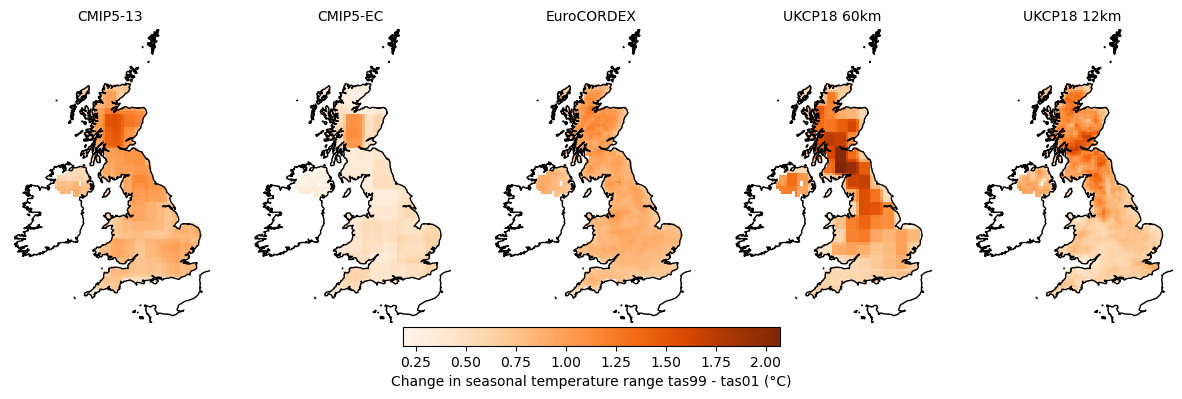 CMIP5-13 CMIP5-EC EuroCORDEX UKCP18 60km UKCP18 12km
0.25 0.50 0.75 1.00 1.25 1.50 1.75 2.00
Change in seasonal temperature range tas99 - tas01 (°C)